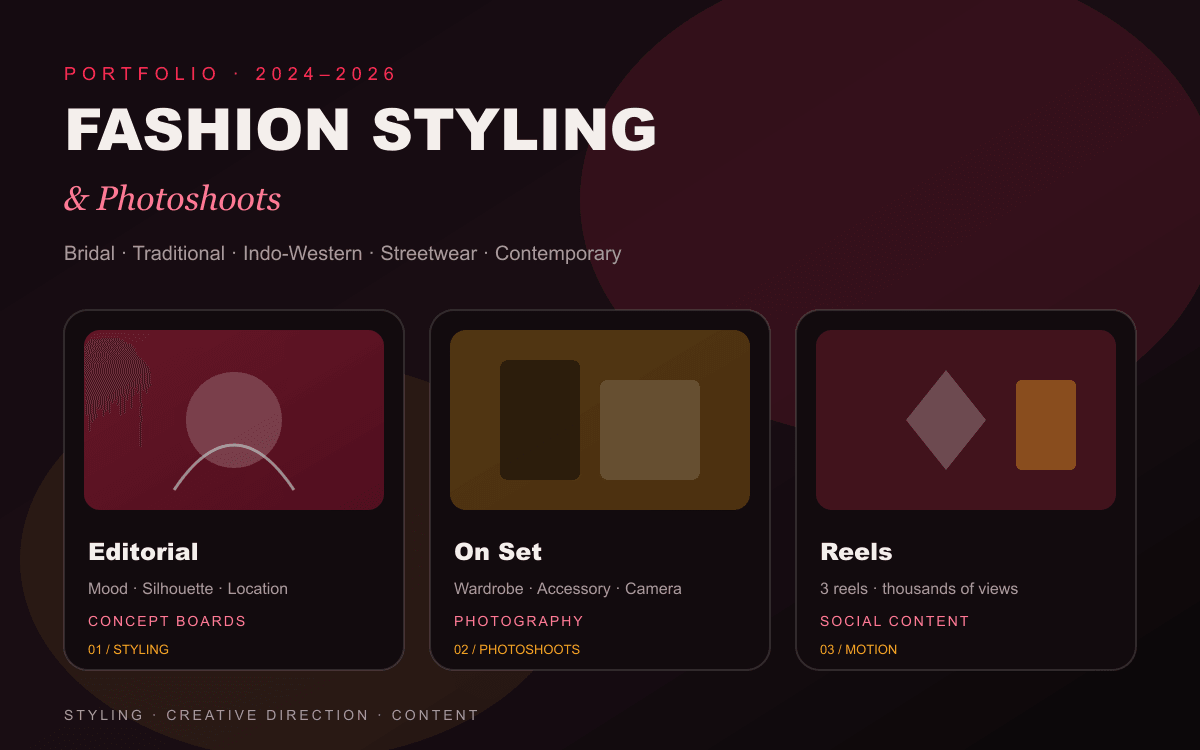 PORTFOLIO · 2024–2026
FASHION STYLING
& Photoshoots
Bridal · Traditional · Indo-Western · Streetwear · Contemporary
Editorial
Mood · Silhouette · Location
CONCEPT BOARDS
01 / STYLING
On Set
Wardrobe · Accessory · Camera
PHOTOGRAPHY
02 / PHOTOSHOOTS
Reels
3 reels · thousands of views
SOCIAL CONTENT
03 / MOTION
STYLING · CREATIVE DIRECTION · CONTENT